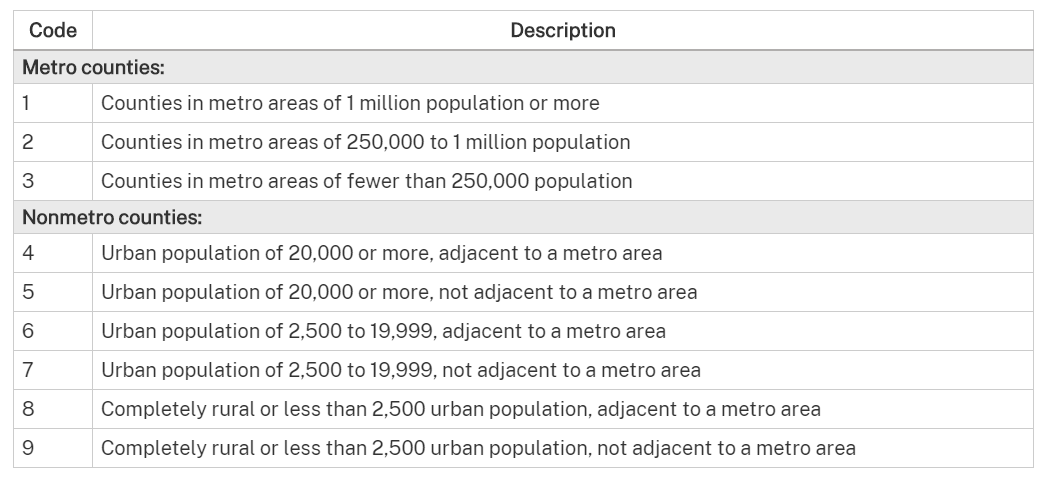 Code Description
Metro counties:
1 Counties in metro areas of 1 million population or more
2 Counties in metro areas of 250,000 to 1 million population
3 Counties in metro areas of fewer than 250,000 population
Nonmetro counties:
4 Urban population of 20,000 or more, adjacent to a metro area
5 Urban population of 20,000 or more, not adjacent to a metro area
6 Urban population of 2,500 to 19,999, adjacent to a metro area
7 Urban population of 2,500 to 19,999, not adjacent to a metro area
8 Completely rural or less than 2,500 urban population, adjacent to a metro area
9 Completely rural or less than 2,500 urban population, not adjacent to a metro area